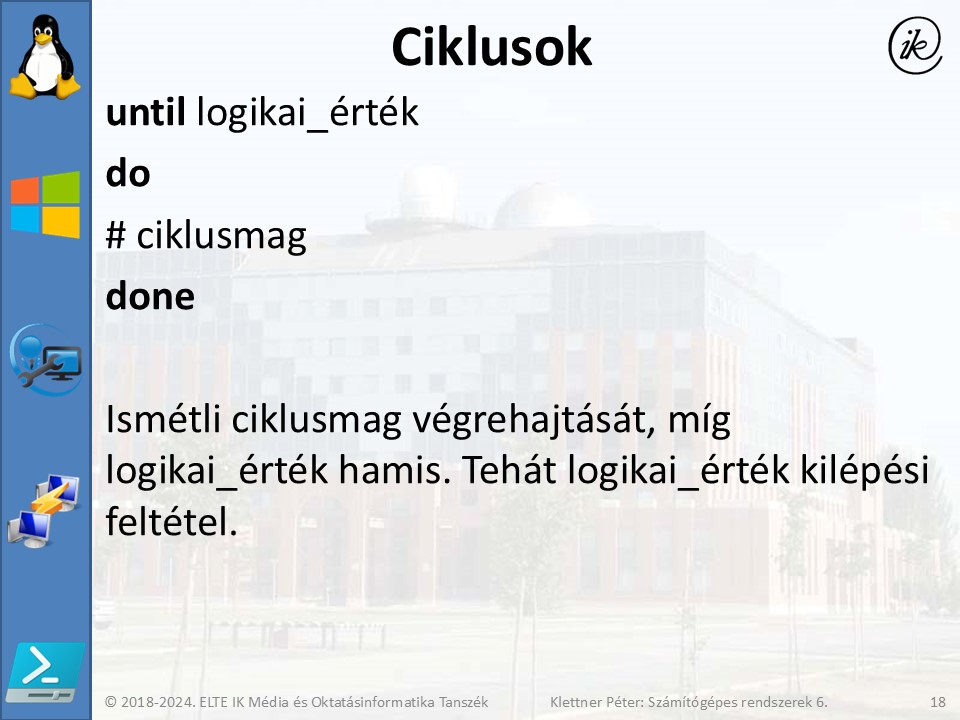 Ciklusok
ik
until logikai_érték
do
# ciklusmag
done
Ismétli ciklusmag végrehajtását, míg
logikai_érték hamis. Tehát logikai_érték kilépési
feltétel.
© 2018-2024. ELTE IK Média és Oktatásinformatika Tanszék Klettner Péter: Számítógépes rendszerek 6. 18